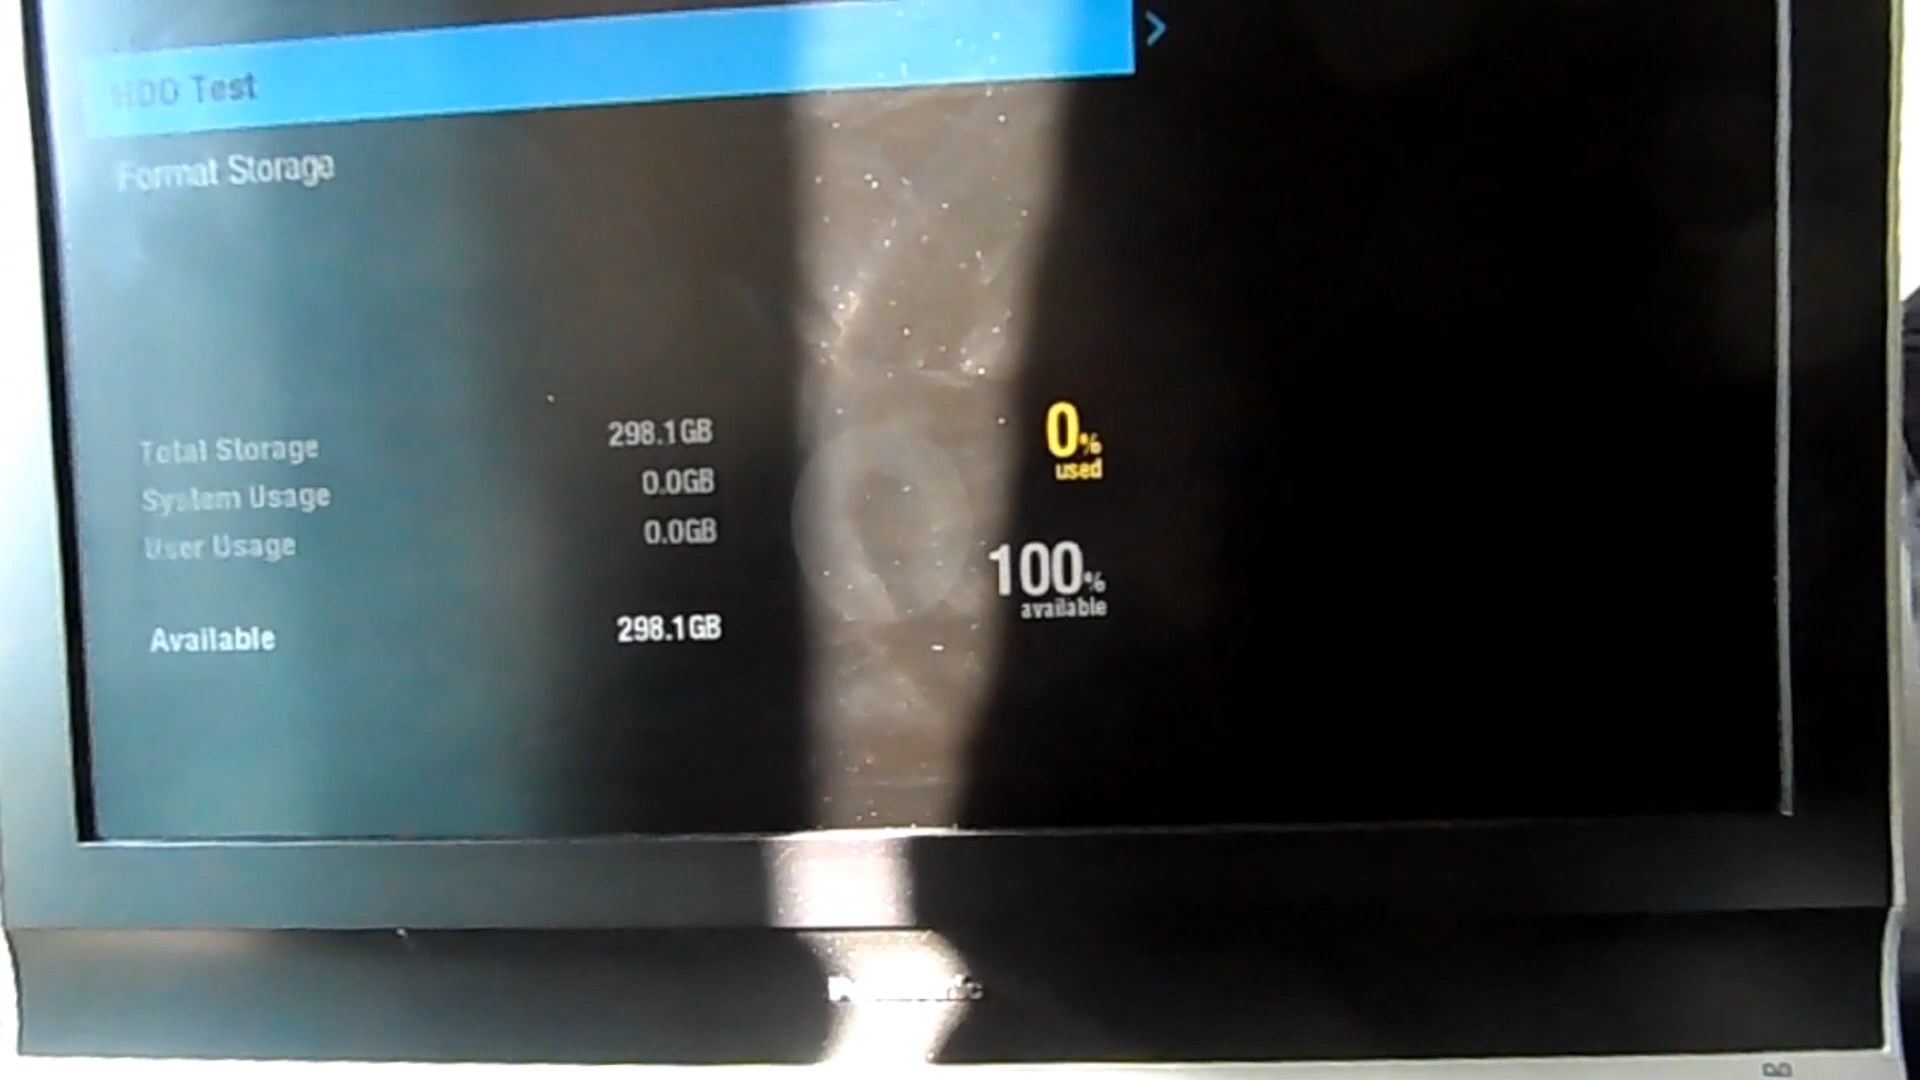 HDD Test
Format Storage
Total Storage 298.1GB
System Usage 0.0GB
User Usage 0.0GB
Available 298.1GB
0% used
100% available
Panasonic